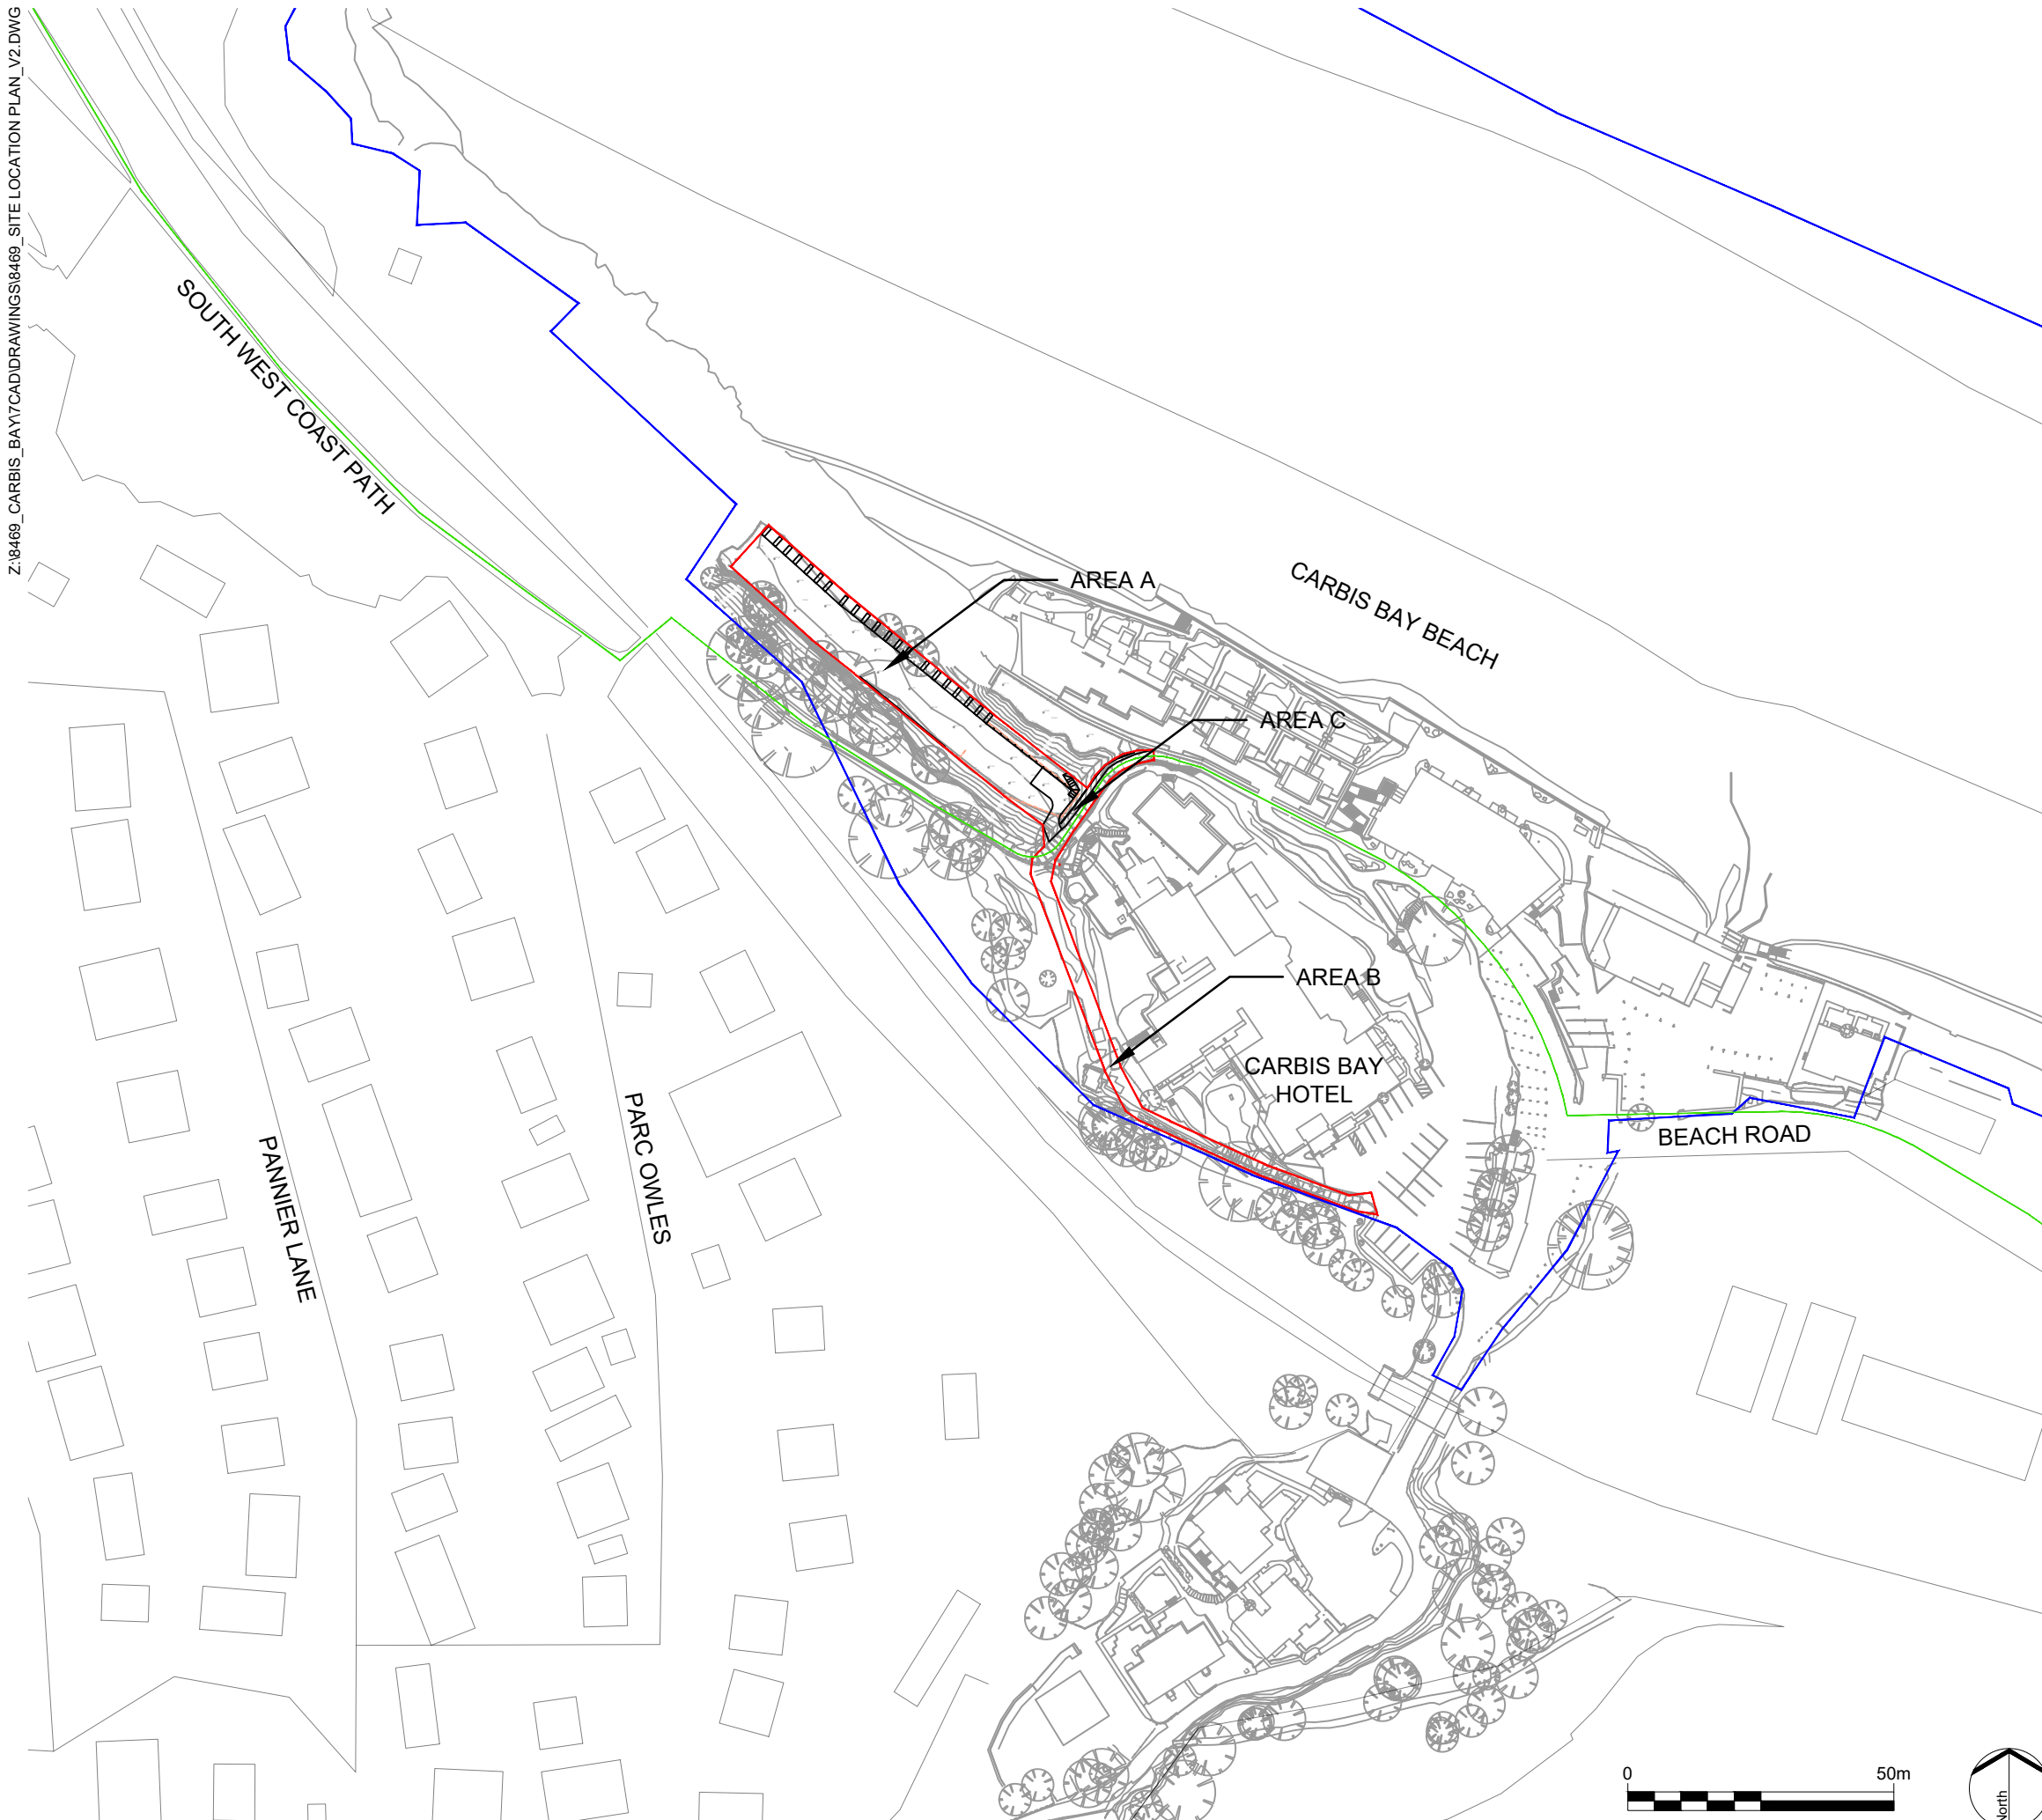 Z:\8469_CARBIS_BAY\7CAD\DRAWINGS\8469_SITE LOCATION PLAN_V2.DWG
SOUTH WEST COAST PATH
AREA A
CARBIS BAY BEACH
AREA C
AREA B
CARBIS BAY
HOTEL
BEACH ROAD
PARC OWLES
PANNIER LANE
0
50m
North